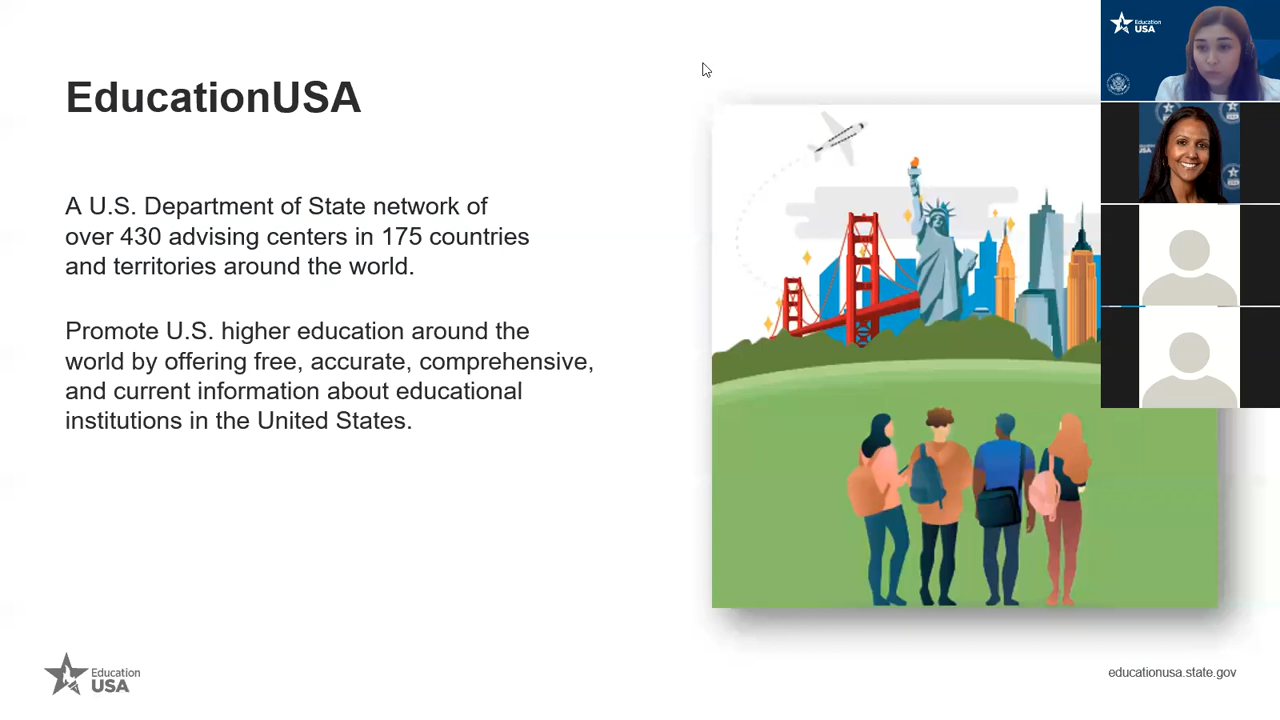 EducationUSA
A U.S. Department of State network of
over 430 advising centers in 175 countries
and territories around the world.
Promote U.S. higher education around the
world by offering free, accurate, comprehensive,
and current information about educational
institutions in the United States.
Education
USA
educationusa.state.gov
Education
USA